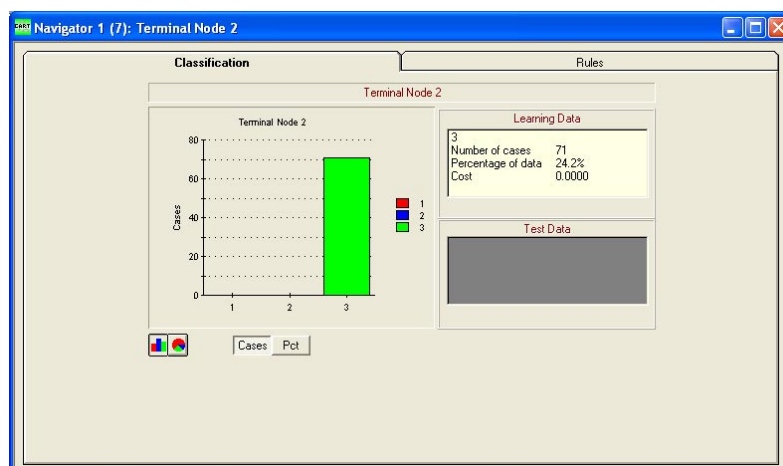 CART Navigator 1 (7): Terminal Node 2
Classification
Rules
Terminal Node 2
Terminal Node 2
80
60
40
20
0
Cases
1
2
3
1
2
3
Cases
Pct
Learning Data
3
Number of cases 71
Percentage of data 24.2%
Cost 0.0000
Test Data